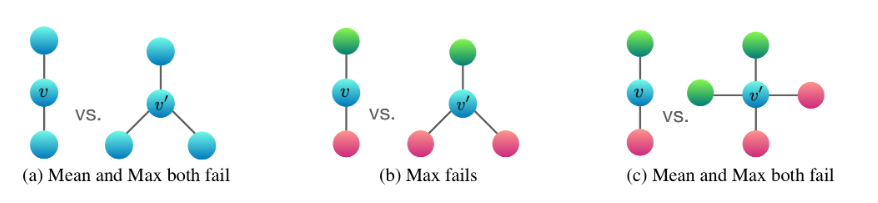 v
vs.
v′
(a) Mean and Max both fail
v
vs.
v′
(b) Max fails
v
vs.
v′
(c) Mean and Max both fail